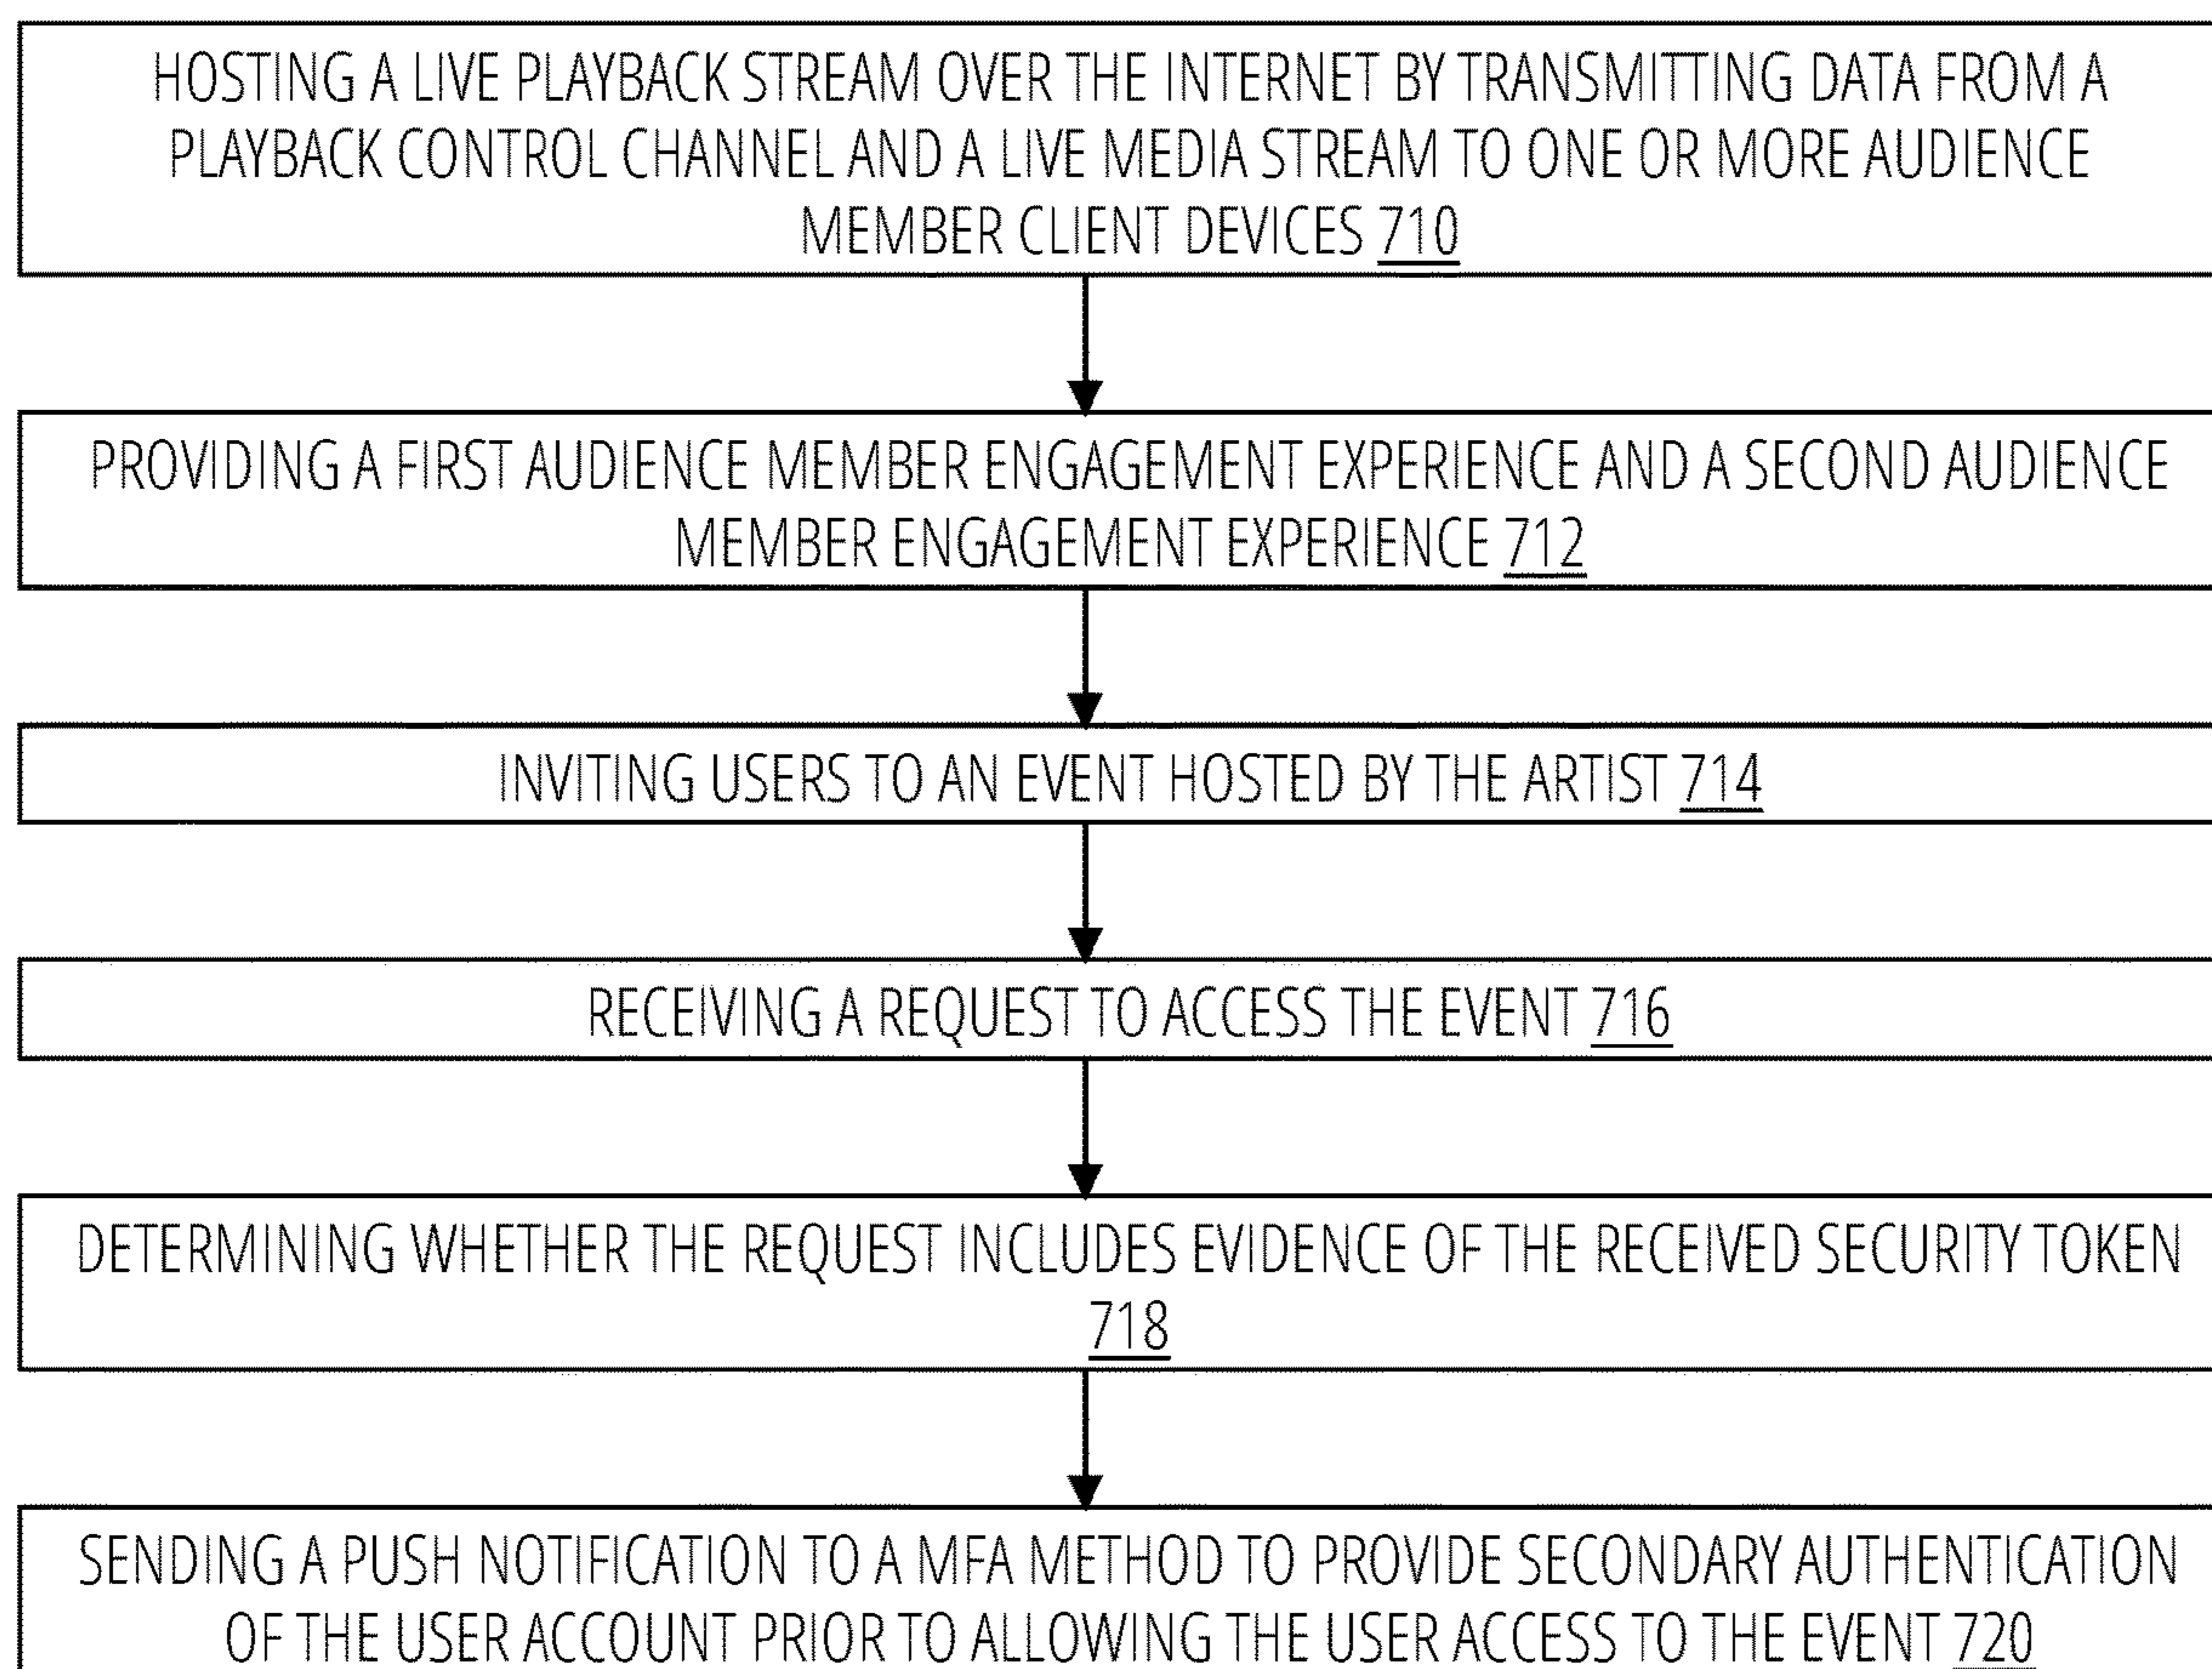 HOSTING A LIVE PLAYBACK STREAM OVER THE INTERNET BY TRANSMITTING DATA FROM A
PLAYBACK CONTROL CHANNEL AND A LIVE MEDIA STREAM TO ONE OR MORE AUDIENCE
MEMBER CLIENT DEVICES 710
PROVIDING A FIRST AUDIENCE MEMBER ENGAGEMENT EXPERIENCE AND A SECOND AUDIENCE
MEMBER ENGAGEMENT EXPERIENCE 712
INVITING USERS TO AN EVENT HOSTED BY THE ARTIST 714
RECEIVING A REQUEST TO ACCESS THE EVENT 716
DETERMINING WHETHER THE REQUEST INCLUDES EVIDENCE OF THE RECEIVED SECURITY TOKEN
718
SENDING A PUSH NOTIFICATION TO A MFA METHOD TO PROVIDE SECONDARY AUTHENTICATION
OF THE USER ACCOUNT PRIOR TO ALLOWING THE USER ACCESS TO THE EVENT 720